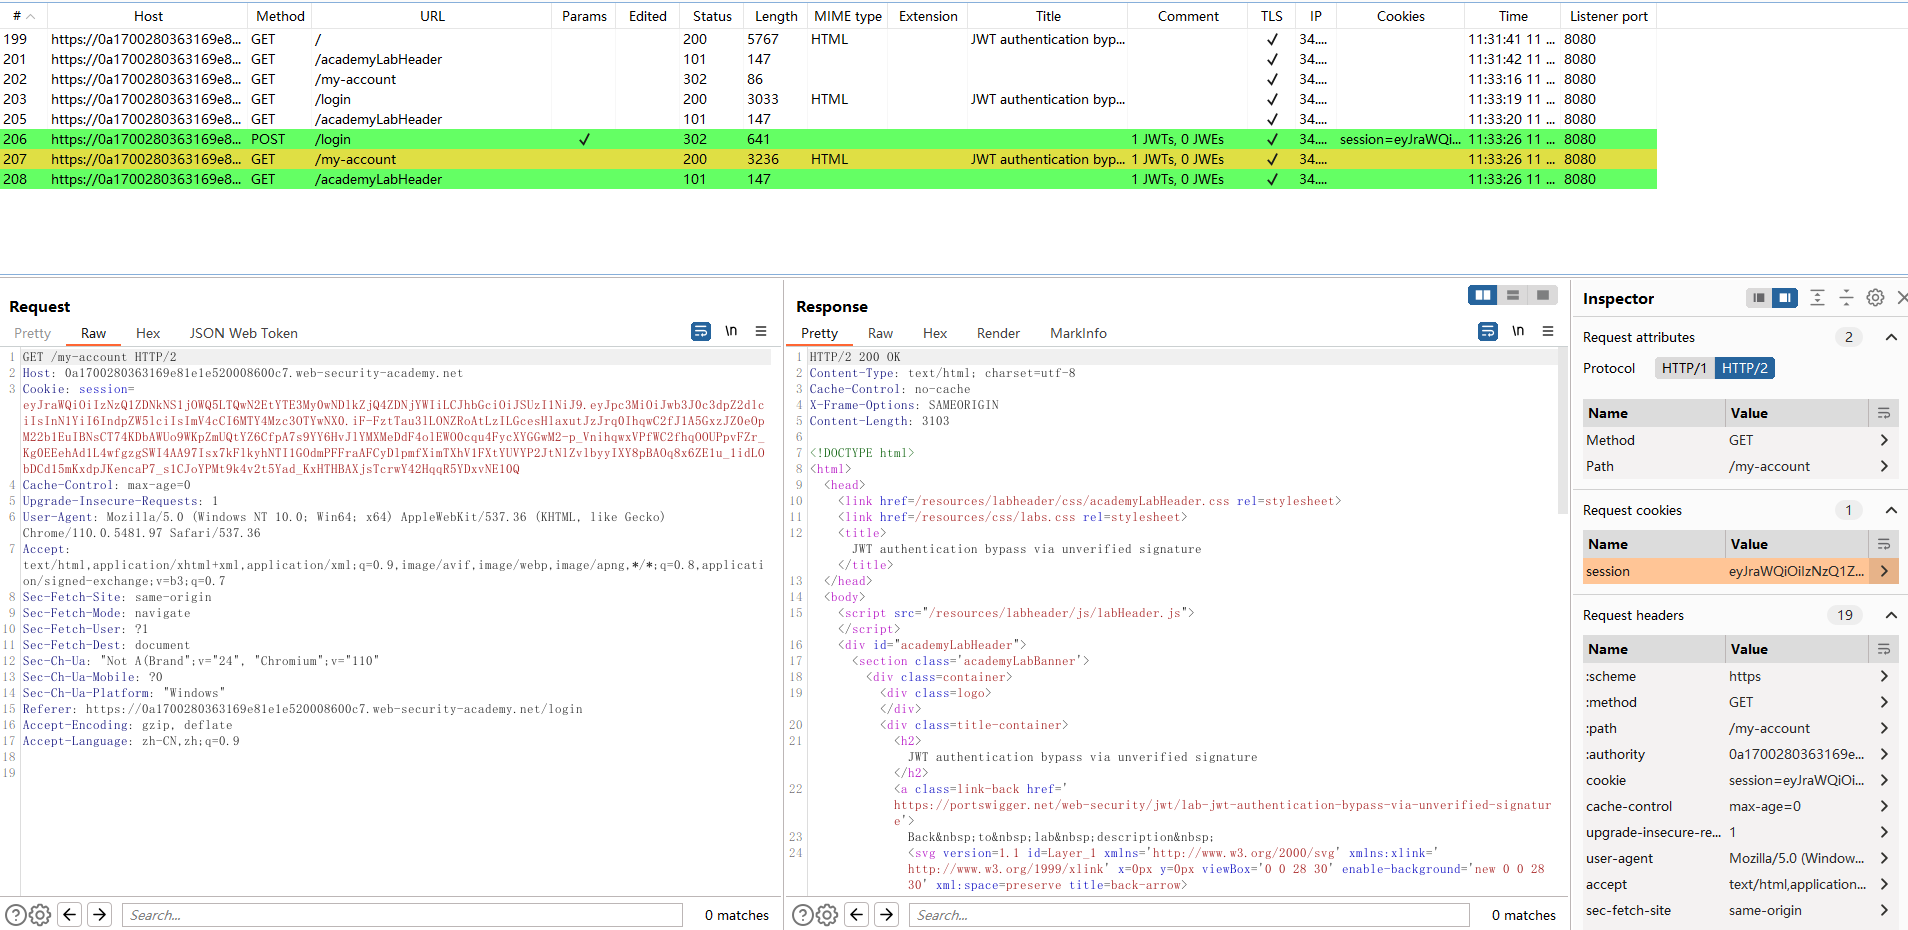 # Host Method URL Params Edited Status Length MIME type Extension Title Comment TLS IP Cookies Time Listener port
199 https://0a1700280363169e8... GET / 200 5767 HTML JWT authentication byp... ✓ 34.... 11:31:41 11 ... 8080
201 https://0a1700280363169e8... GET /academyLabHeader 101 147 ✓ 34.... 11:31:42 11 ... 8080
202 https://0a1700280363169e8... GET /my-account 302 86 ✓ 34.... 11:33:16 11 ... 8080
203 https://0a1700280363169e8... GET /login 200 3033 HTML JWT authentication byp... ✓ 34.... 11:33:19 11 ... 8080
205 https://0a1700280363169e8... GET /academyLabHeader 101 147 ✓ 34.... 11:33:20 11 ... 8080
206 https://0a1700280363169e8... POST /login ✓ 302 641 1 JWTs, 0 JWEs ✓ 34.... session=eyJraWQi... 11:33:26 11 ... 8080
207 https://0a1700280363169e8... GET /my-account 200 3236 HTML JWT authentication byp... 1 JWTs, 0 JWEs ✓ 34.... 11:33:26 11 ... 8080
208 https://0a1700280363169e8... GET /academyLabHeader 101 147 1 JWTs, 0 JWEs ✓ 34.... 11:33:26 11 ... 8080
Request
Pretty Raw Hex JSON Web Token \n
1 GET /my-account HTTP/2
2 Host: 0a1700280363169e81e1e520008600c7.web-security-academy.net
3 Cookie: session=
4 Cache-Control: max-age=0
5 Upgrade-Insecure-Requests: 1
6 User-Agent: Mozilla/5.0 (Windows NT 10.0; Win64; x64) AppleWebKit/537.36 (KHTML, like Gecko)
Chrome/110.0.5481.97 Safari/537.36
7 Accept:
text/html,application/xhtml+xml,application/xml;q=0.9,image/avif,image/webp,image/apng,*/*;q=0.8,applicati
on/signed-exchange;v=b3;q=0.7
8 Sec-Fetch-Site: same-origin
9 Sec-Fetch-Mode: navigate
10 Sec-Fetch-User: ?1
11 Sec-Fetch-Dest: document
12 Sec-Ch-Ua: "Not A(Brand";v="24", "Chromium";v="110"
13 Sec-Ch-Ua-Mobile: ?0
14 Sec-Ch-Ua-Platform: "Windows"
15 Referer: https://0a1700280363169e81e1e520008600c7.web-security-academy.net/login
16 Accept-Encoding: gzip, deflate
17 Accept-Language: zh-CN,zh;q=0.9
18
19
Search... 0 matches
Response
Pretty Raw Hex Render MarkInfo \n
1 HTTP/2 200 OK
2 Content-Type: text/html; charset=utf-8
3 Cache-Control: no-cache
4 X-Frame-Options: SAMEORIGIN
5 Content-Length: 3103
6
7 <!DOCTYPE html>
8 <html>
9 <head>
10 <link href=/resources/labheader/css/academyLabHeader.css rel=stylesheet>
11 <link href=/resources/css/labs.css rel=stylesheet>
12 <title>
JWT authentication bypass via unverified signature
</title>
13 </head>
14 <body>
15 <script src="/resources/labheader/js/labHeader.js">
</script>
16 <div id="academyLabHeader">
17 <section class='academyLabBanner'>
18 <div class=container>
19 <div class=logo>
</div>
20 <div class=title-container>
21 <h2>
JWT authentication bypass via unverified signature
</h2>
22 <a class=link-back href='
https://portswigger.net/web-security/jwt/lab-jwt-authentication-bypass-via-unverified-signatur
e'>
23 Back&nbsp;to&nbsp;lab&nbsp;description&nbsp;
24 <svg version=1.1 id=Layer_1 xmlns='http://www.w3.org/2000/svg' xmlns:xlink='
http://www.w3.org/1999/xlink' x=0px y=0px viewBox='0 0 28 30' enable-background='new 0 0 28
30' xml:space=preserve title=back-arrow>
Search... 0 matches
Inspector
Request attributes 2
Protocol HTTP/1 HTTP/2
Name Value
Method GET
Path /my-account
Request cookies 1
Name Value
session eyJraWQiOiIzNzQ1Z...
Request headers 19
Name Value
:scheme https
:method GET
:path /my-account
:authority 0a1700280363169e...
cookie session=eyJraWQiOi...
cache-control max-age=0
upgrade-insecure-re... 1
user-agent Mozilla/5.0 (Window...
accept text/html,application...
sec-fetch-site same-origin